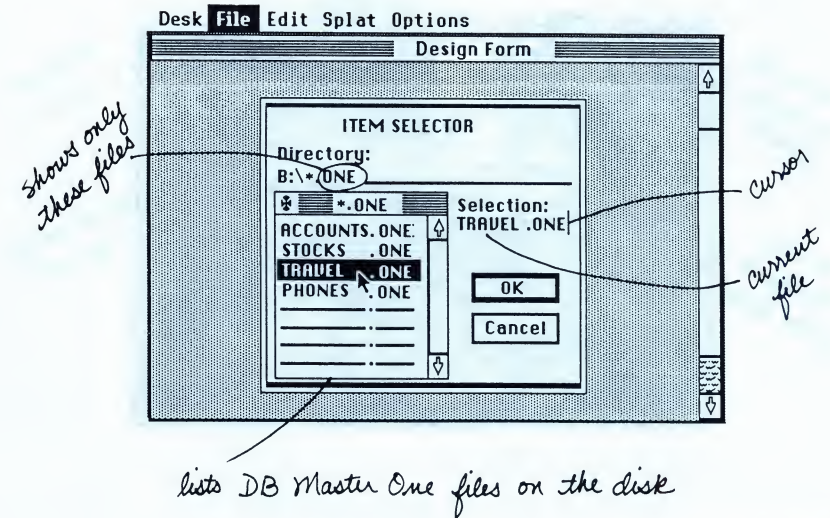 Desk File Edit Splat Options
Design Form
ITEM SELECTOR
Directory:
B:\*.ONE
*.ONE
ACCOUNTS.ONE
STOCKS .ONE
TRAVEL .ONE
PHONES .ONE
Selection:
TRAVEL .ONE
OK
Cancel
shows only
these files
cursor
current
file
lists DB Master One files on the disk